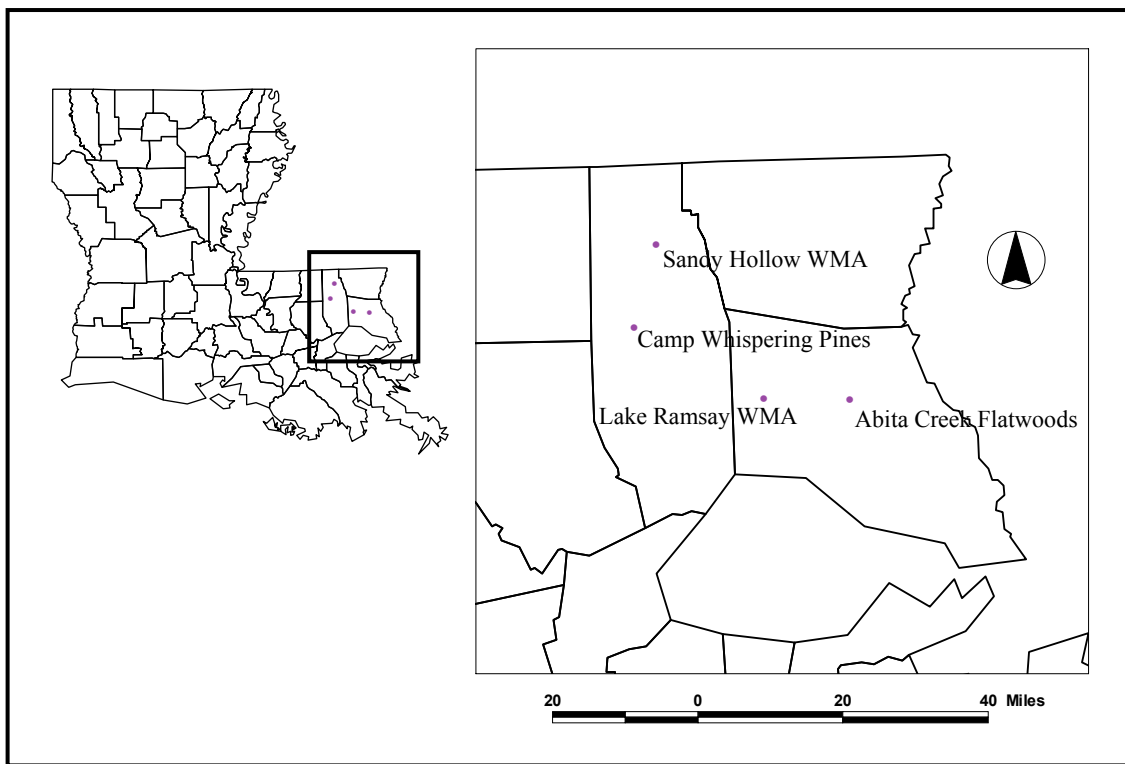 Sandy Hollow WMA
Camp Whispering Pines
Lake Ramsay WMA
Abita Creek Flatwoods
20 0 20 40 Miles